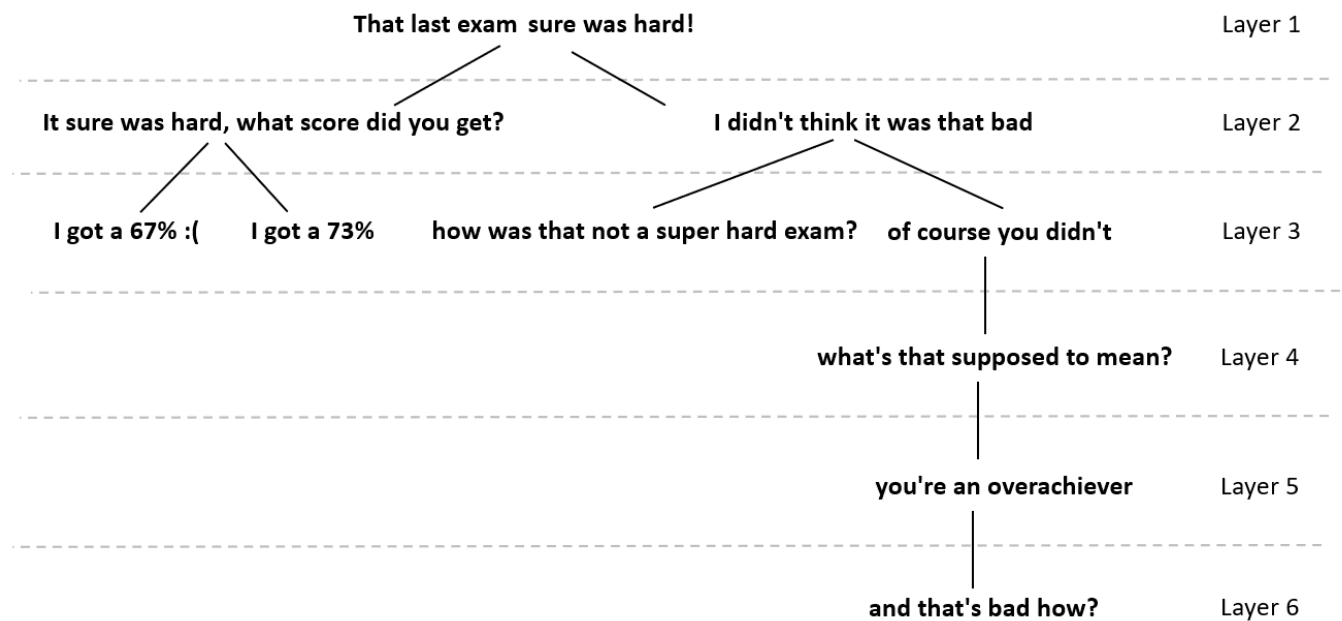 That last exam sure was hard! Layer 1
It sure was hard, what score did you get? I didn't think it was that bad Layer 2
I got a 67% :( I got a 73% how was that not a super hard exam? of course you didn't Layer 3
what's that supposed to mean? Layer 4
you're an overachiever Layer 5
and that's bad how? Layer 6